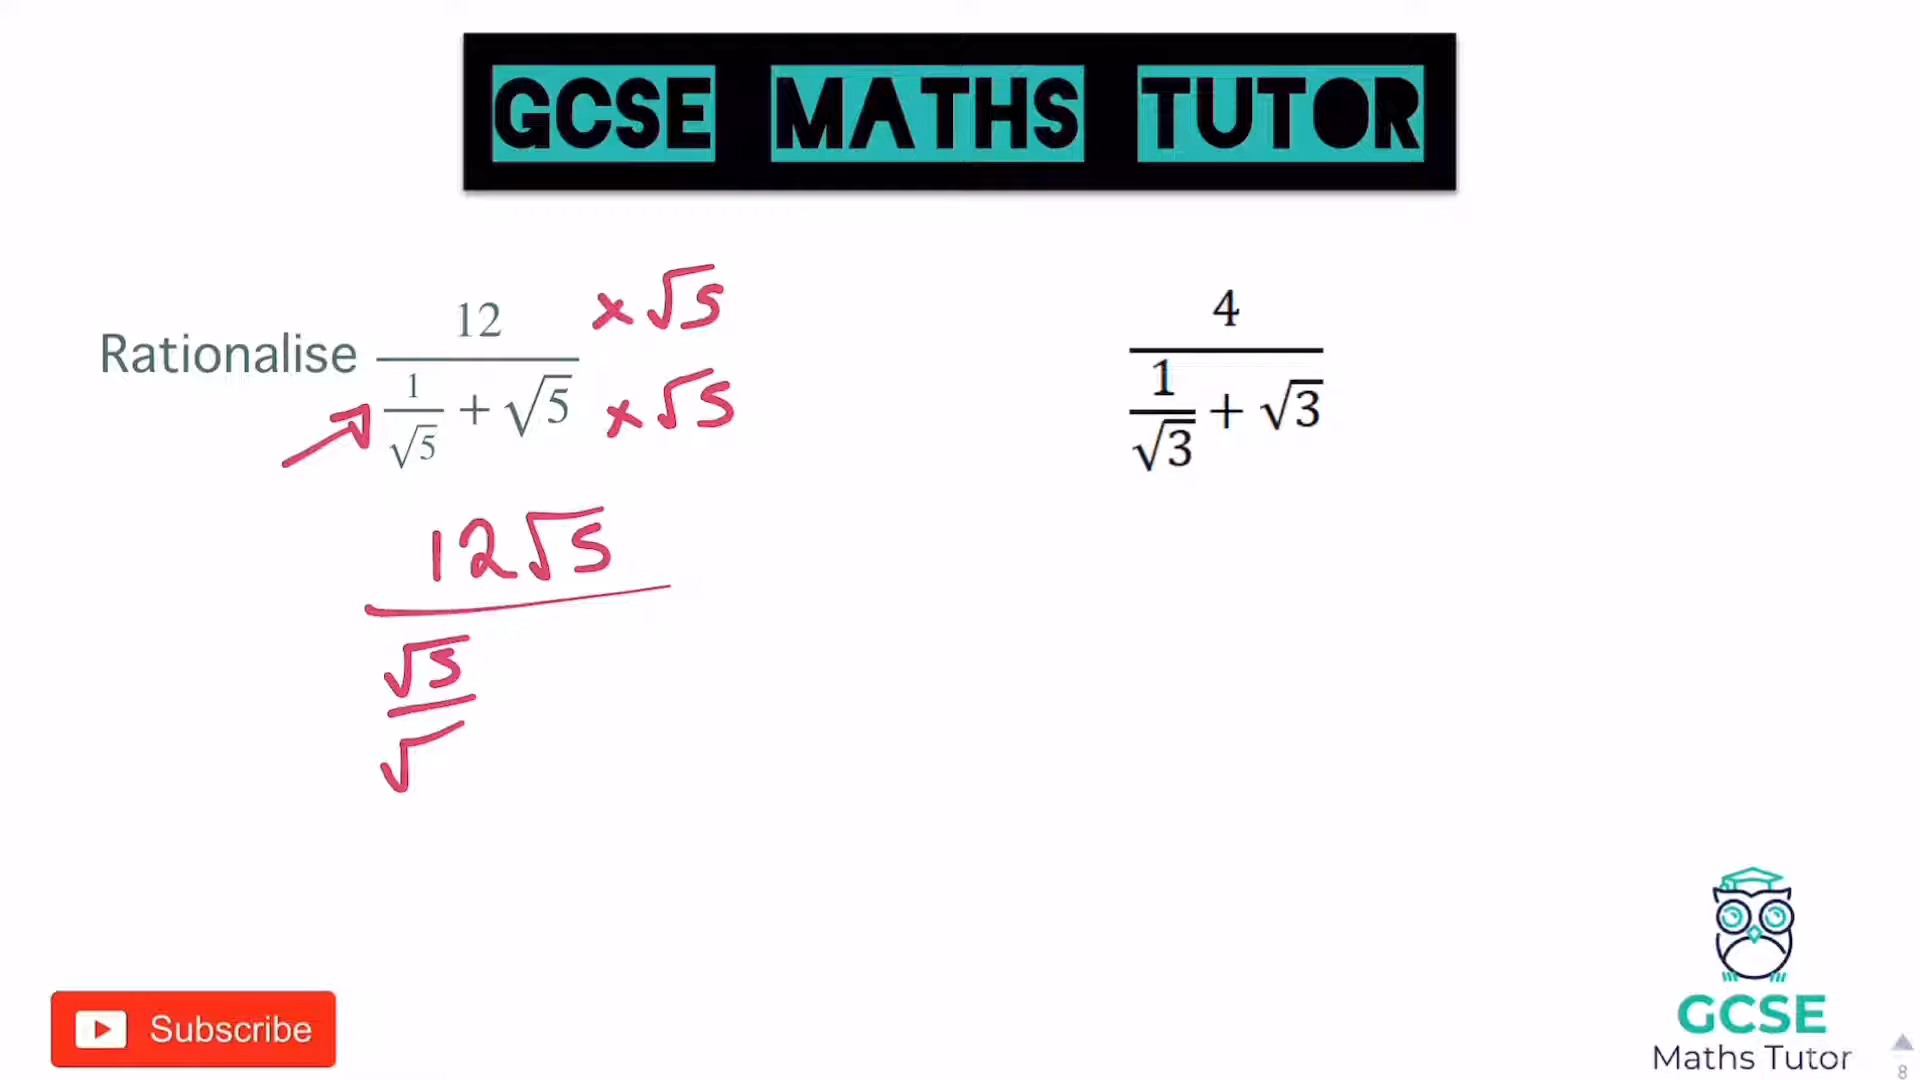 GCSE MATHS TUTOR
Rationalise 12 / (1/√5 + √5)
× √5
× √5
4 / (1/√3 + √3)
12√5
√5
√
Subscribe
GCSE
Maths Tutor
8